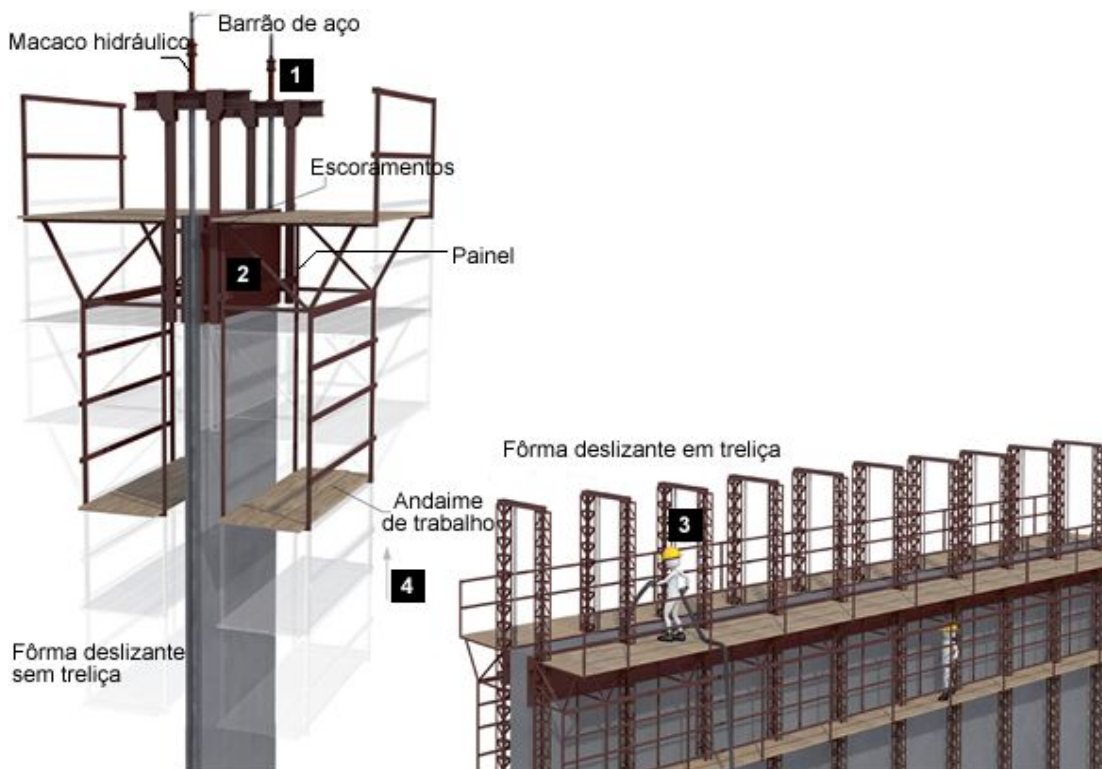 Barrão de aço
Macaco hidráulico
1
Escoramentos
Painel
2
Fôrma deslizante em treliça
Andaime
de trabalho
3
4
Fôrma deslizante
sem treliça